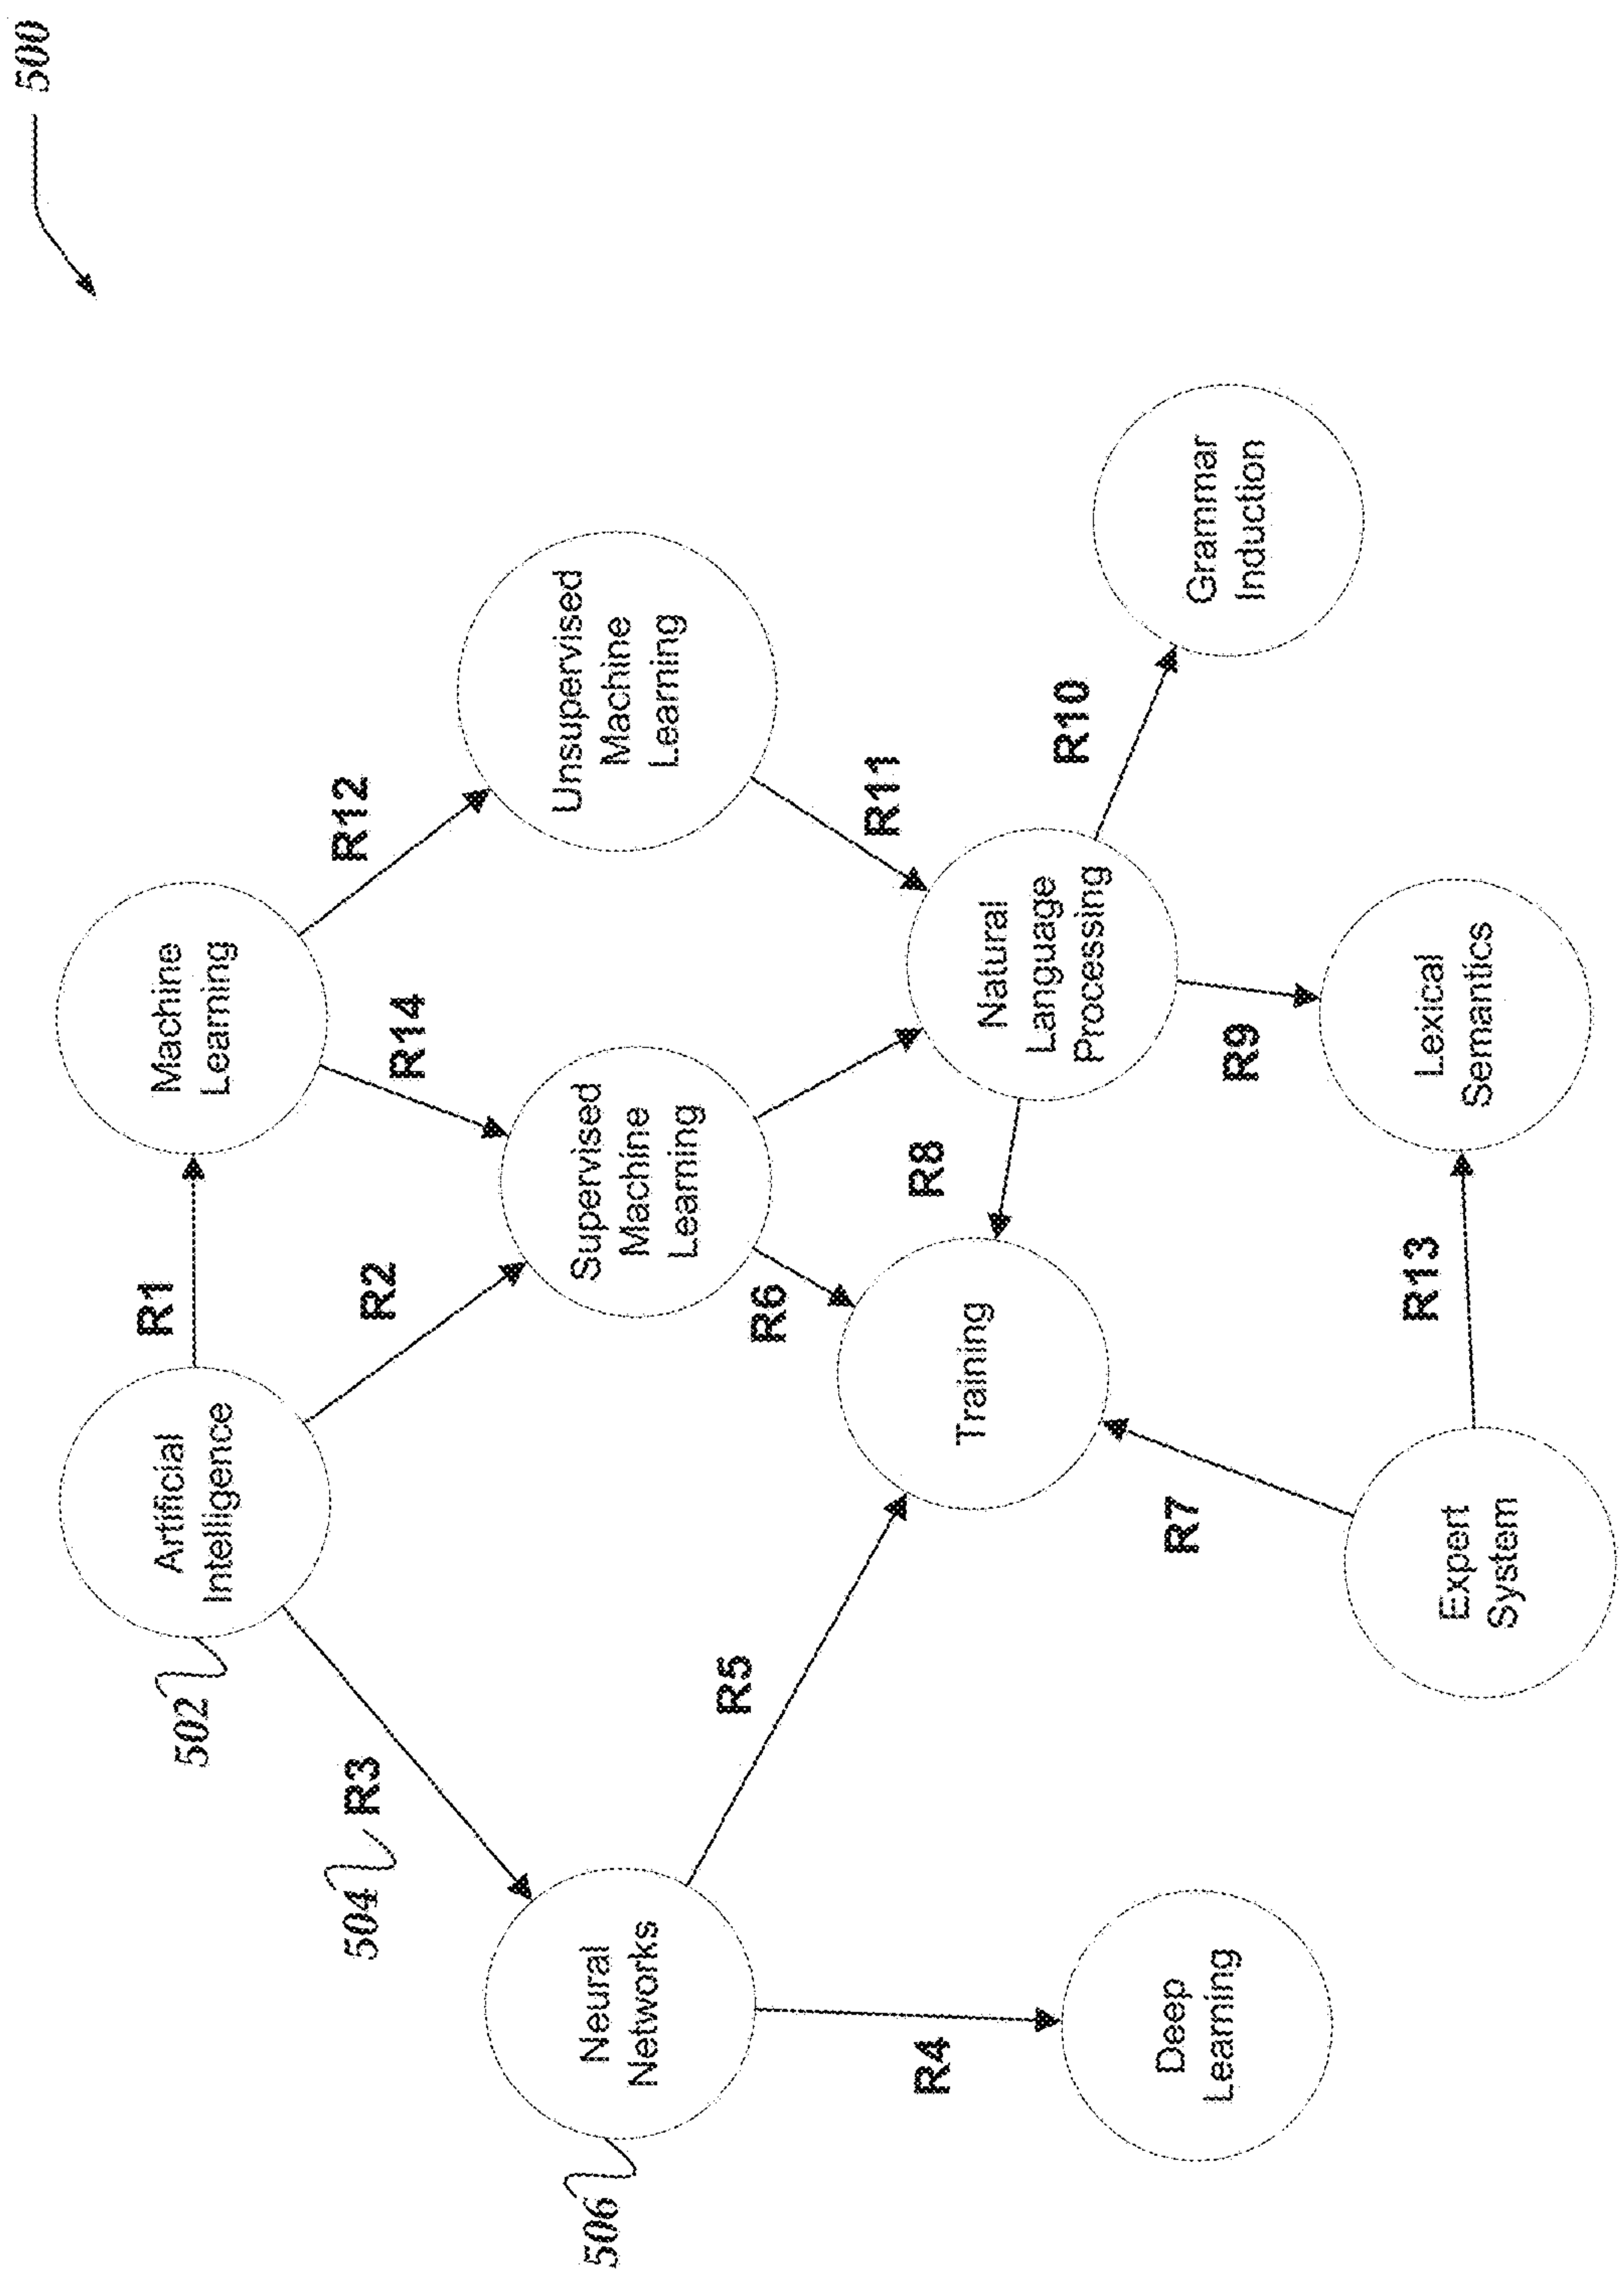 500
502
Artificial
Intelligence
R1
Machine
Learning
504
R3
R2
R14
R12
506
Neural
Networks
Supervised
Machine
Learning
Unsupervised
Machine
Learning
R5
R6
R11
R4
R8
Training
Natural
Language
Processing
R10
Deep
Learning
R7
R9
Grammar
Induction
Expert
System
R13
Lexical
Semantics